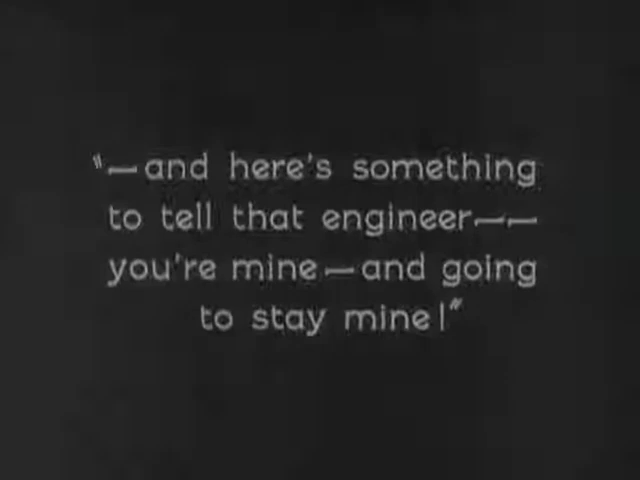 "—and here's something
to tell that engineer——
you're mine—and going
to stay mine!"